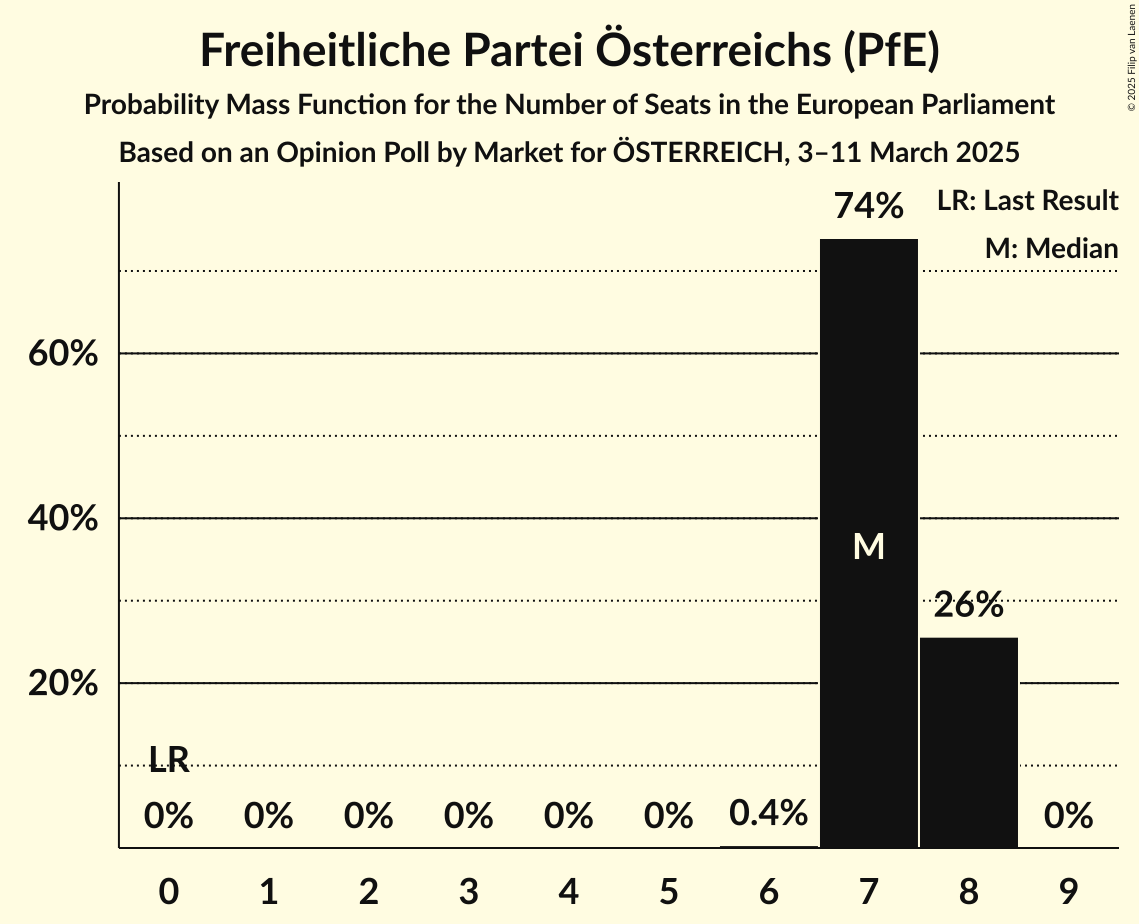 Freiheitliche Partei Österreichs (PfE)
Probability Mass Function for the Number of Seats in the European Parliament
Based on an Opinion Poll by Market for ÖSTERREICH, 3–11 March 2025
© 2025 Filip van Laenen
LR: Last Result
M: Median
74%
60%
40%
M
26%
20%
LR
0% 0% 0% 0% 0% 0% 0.4% 0%
0 1 2 3 4 5 6 7 8 9